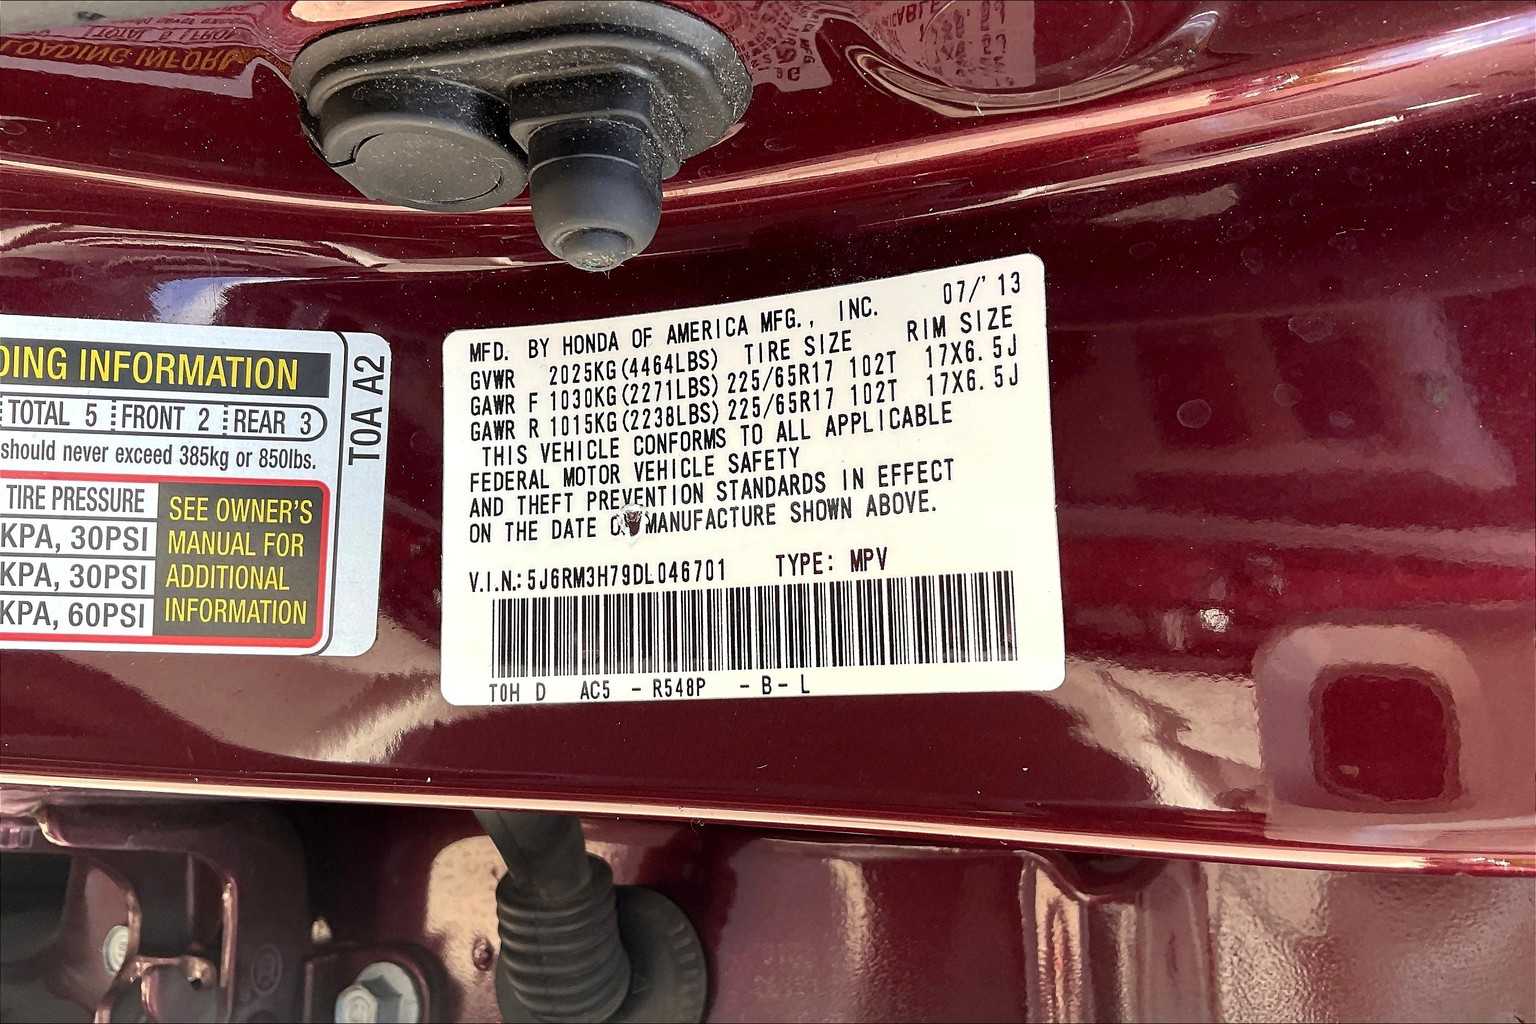 DING INFORMATION
TOTAL 5 FRONT 2 REAR 3
should never exceed 385kg or 850lbs.
TIRE PRESSURE
KPA, 30PSI
KPA, 30PSI
KPA, 60PSI
SEE OWNER'S
MANUAL FOR
ADDITIONAL
INFORMATION
T0A A2
MFD. BY HONDA OF AMERICA MFG., INC. 07/'13
GVWR 2025KG(4464LBS) TIRE SIZE RIM SIZE
GAWR F 1030KG(2271LBS) 225/65R17 102T 17X6.5J
GAWR R 1015KG(2238LBS) 225/65R17 102T 17X6.5J
THIS VEHICLE CONFORMS TO ALL APPLICABLE
FEDERAL MOTOR VEHICLE SAFETY
AND THEFT PREVENTION STANDARDS IN EFFECT
ON THE DATE MANUFACTURE SHOWN ABOVE.
V.I.N.: 5J6RM3H79DL046701 TYPE: MPV
T0H D AC5 - R548P - B - L